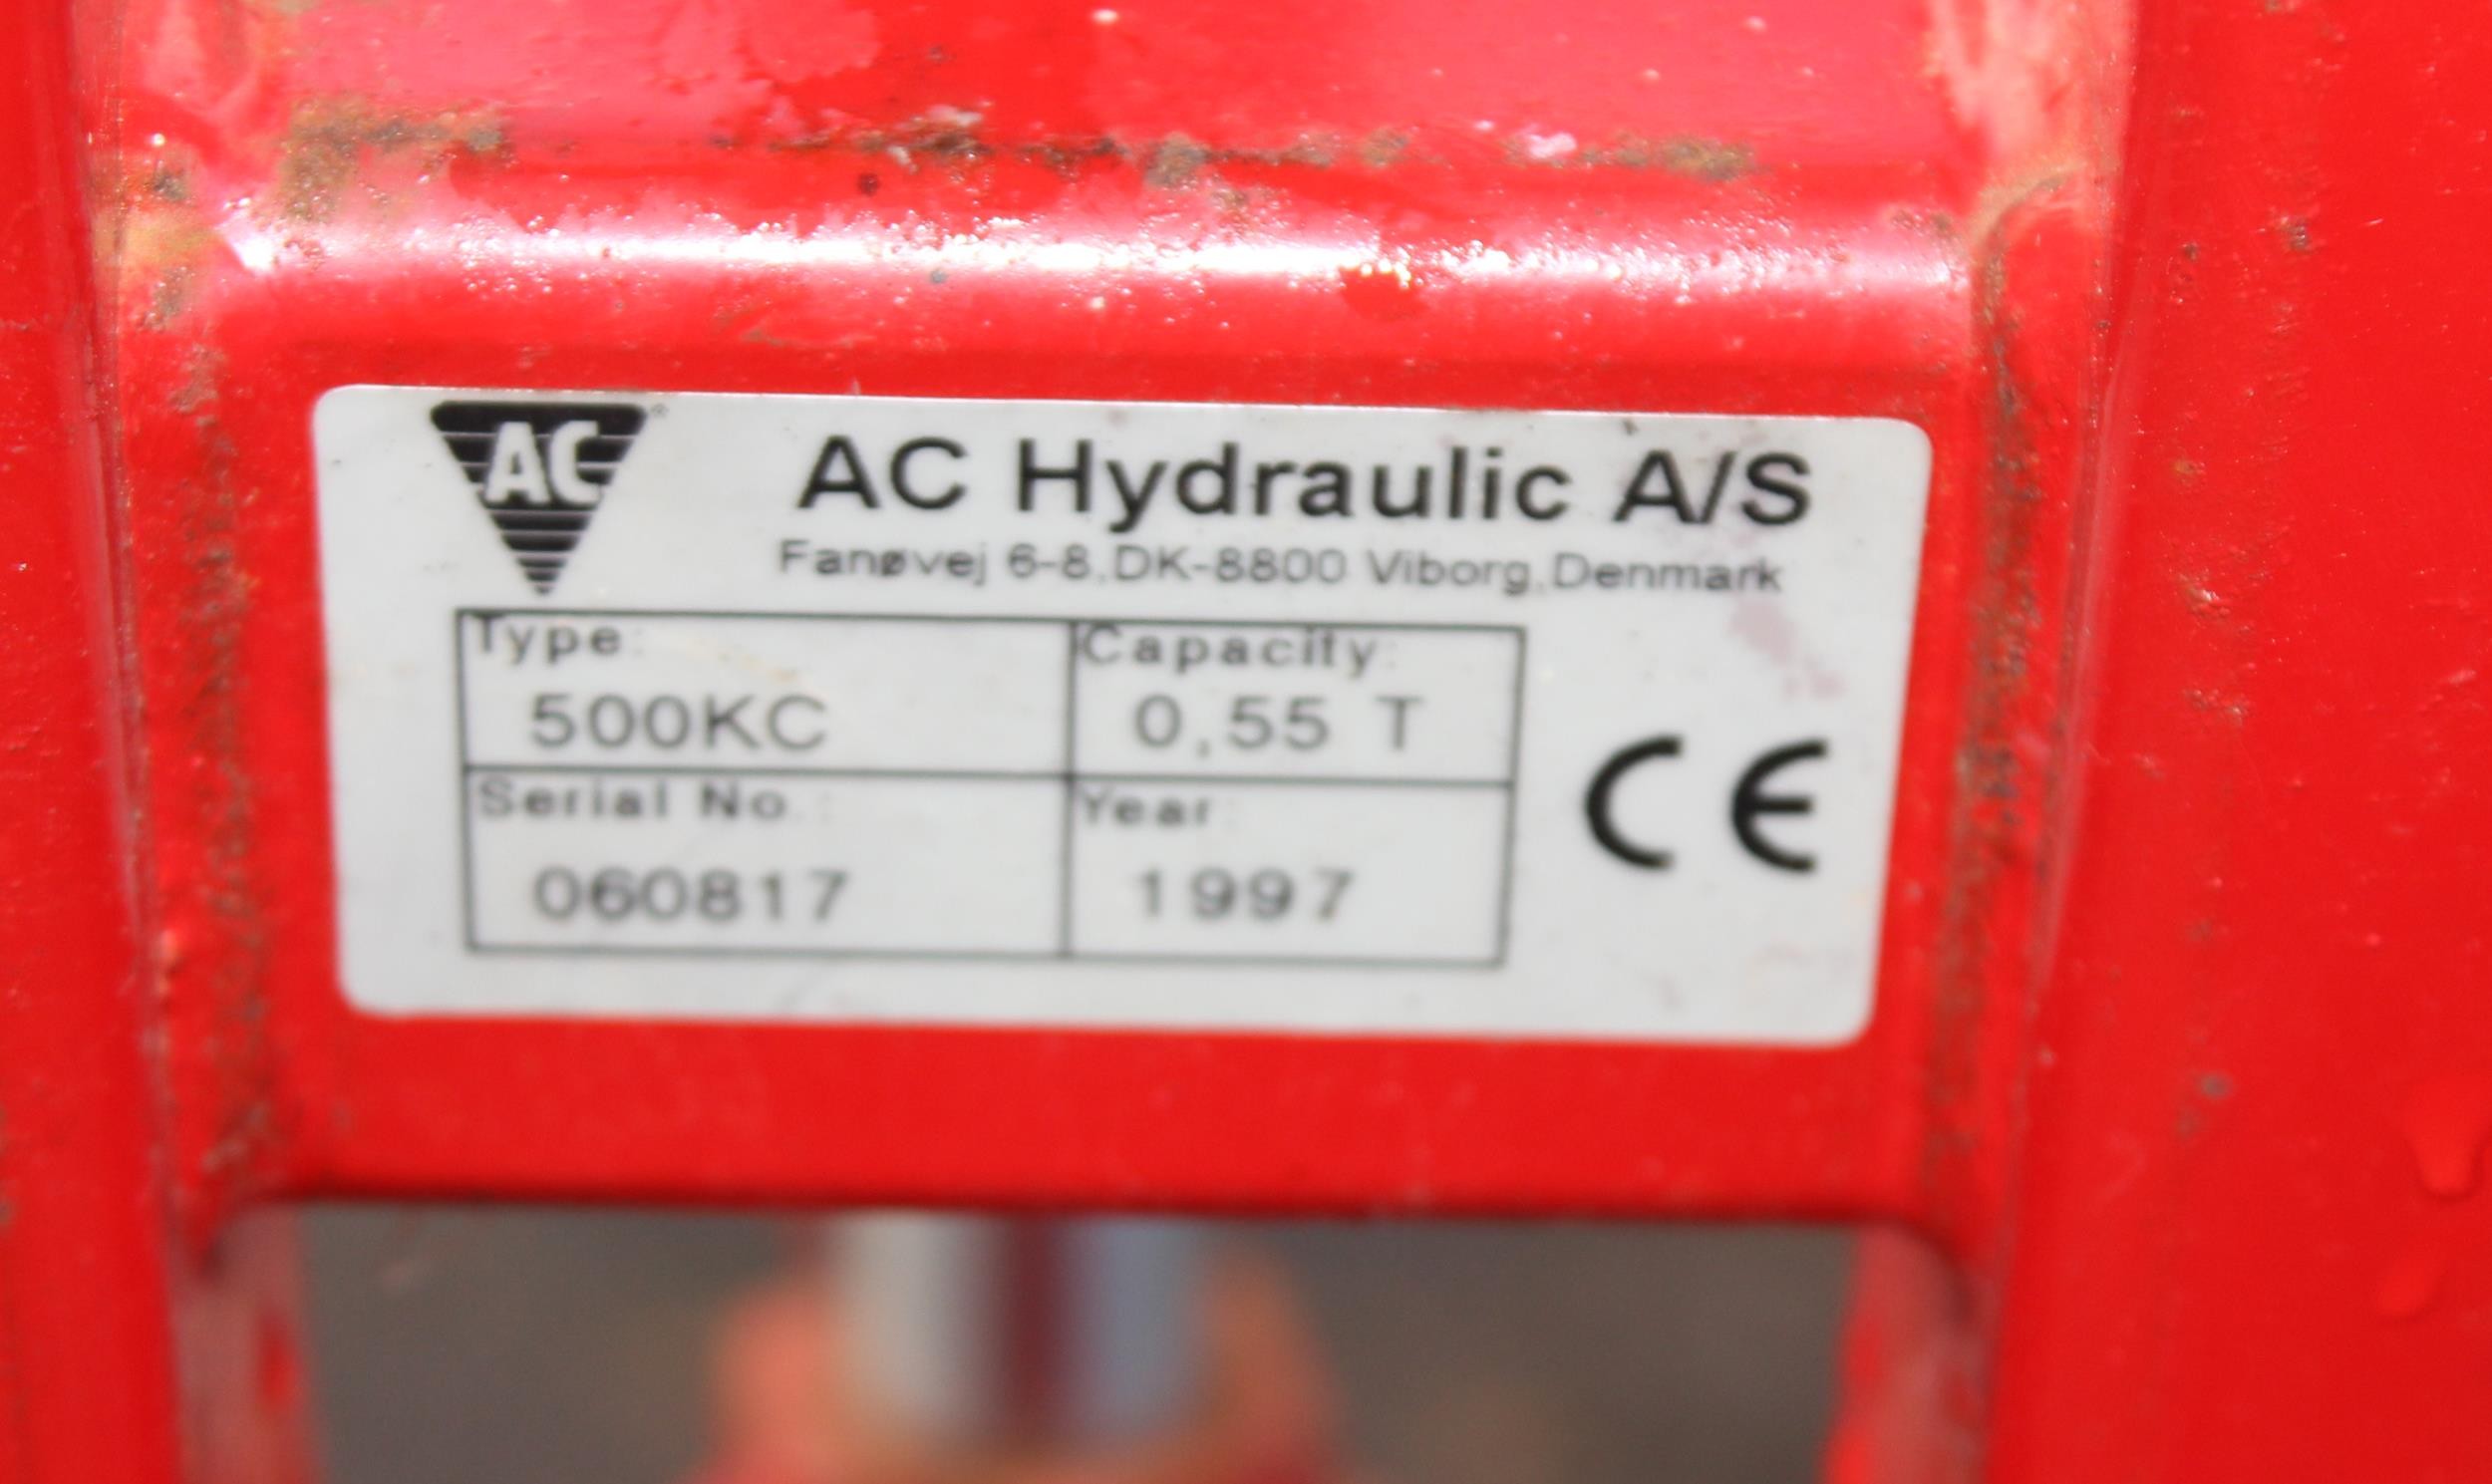 AC
AC Hydraulic A/S
Fanøvej 6-8,DK-8800 Viborg,Denmark
Type: Capacity:
500KC 0,55 T
Serial No.: Year:
060817 1997
CE